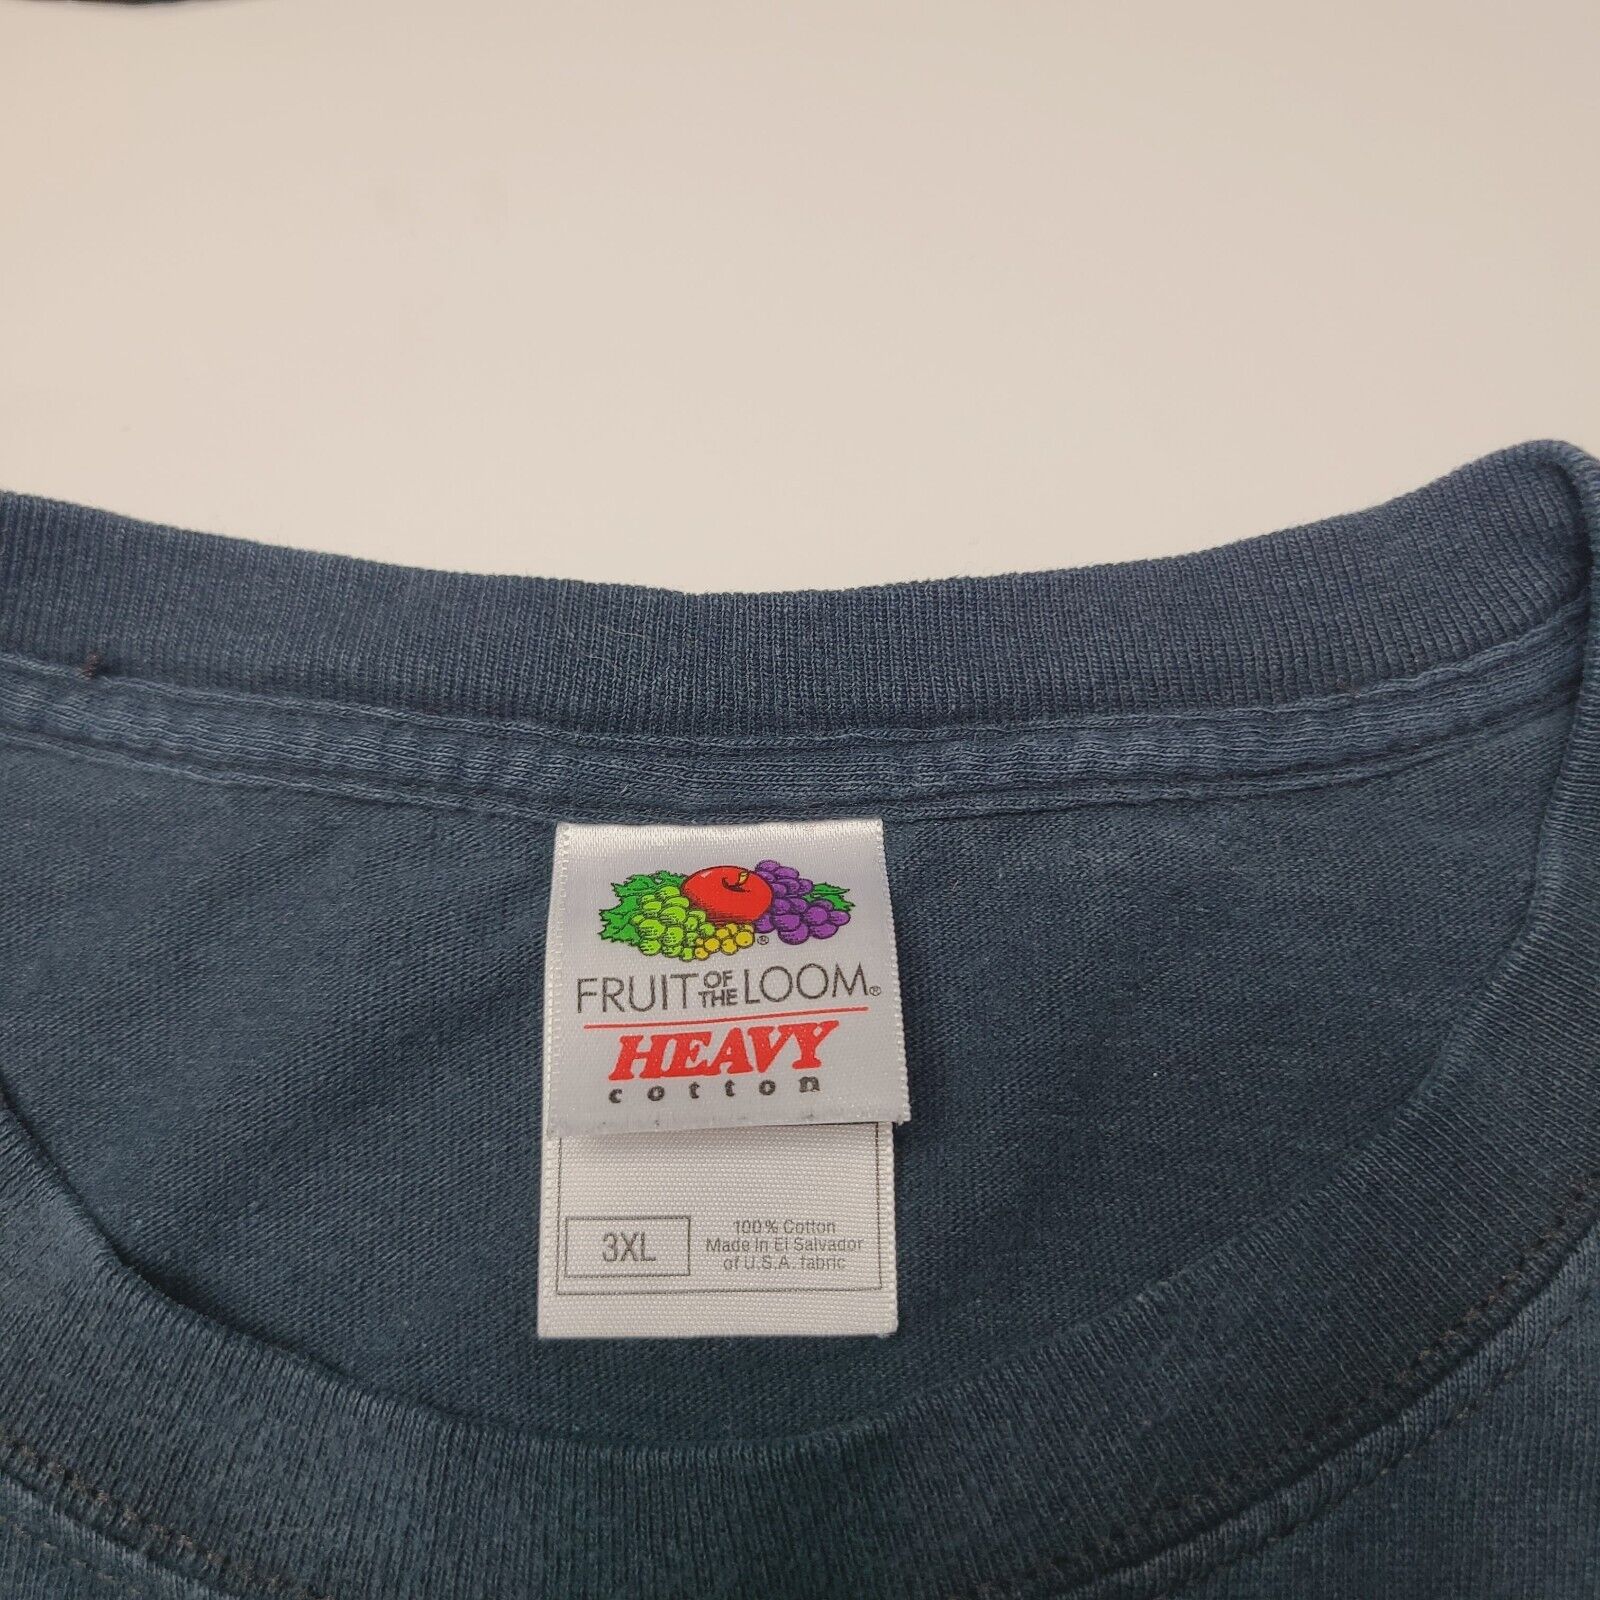 ®
FRUIT OF THE LOOM®
HEAVY
cotton
3XL
100% Cotton
Made in El Salvador
of U.S.A. fabric